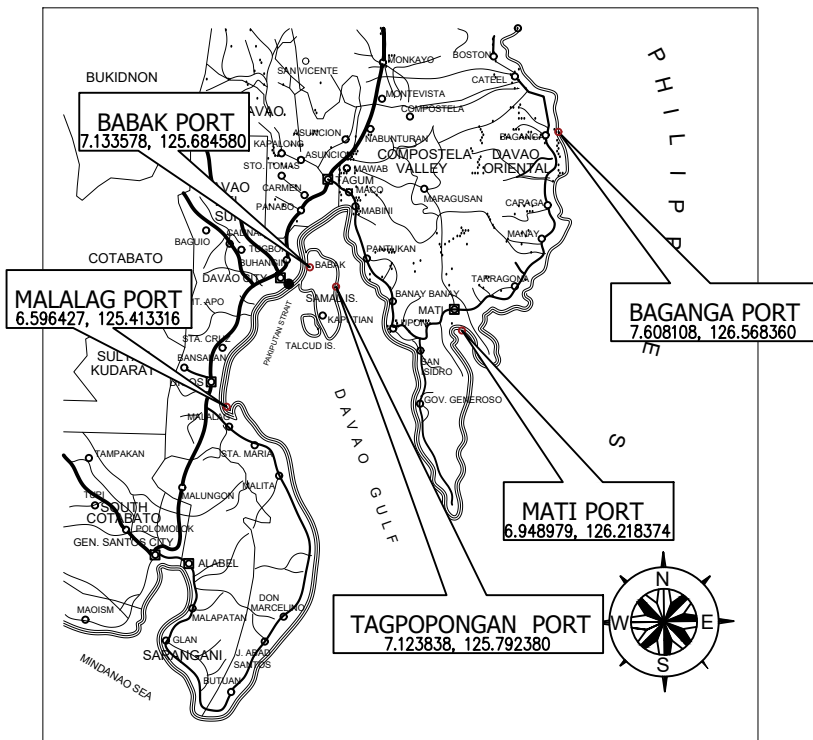 BUKIDNON
SAN VICENTE
MONKAYO
BOSTON
CATEEL
MONTEVISTA
COMPOSTELA
BABAK PORT
7.133578, 125.684580
ASUNCION
KAPALONG
ASUNCION
NABUNTURAN
BAGANGA
COMPOSTELA
VALLEY
DAVAO
ORIENTAL
STO. TOMAS
MAWAB
TAGUM
CARMEN
MACO
MARAGUSAN
PANABO
MABINI
CARAGA
BAGUIO
MANAY
PANTUKAN
COTABATO
BABAK
DAVAO CITY
TARRAGONA
SAMAL IS.
BANAY BANAY
MATI
MALALAG PORT
6.596427, 125.413316
BAGANGA PORT
7.608108, 126.568360
KAPUTIAN
TALCUD IS.
PAKIPUTAN STRAIT
STA. CRUZ
BANSALAN
KUDARAT
SAN
ISIDRO
GOV. GENEROSO
MALALAG
DAVAO GULF
STA. MARIA
TAMPAKAN
MALITA
MALUNGON
TUPI
SOUTH
COTABATO
POLOMOLOK
GEN. SANTOS CITY
ALABEL
MATI PORT
6.948979, 126.218374
TAGPOPONGAN PORT
7.123838, 125.792380
DON
MARCELINO
MAOISM
MALAPATAN
GLAN
SARANGANI
J. ABAD
SANTOS
BUTUAN
MINDANAO SEA
N
W
E
S